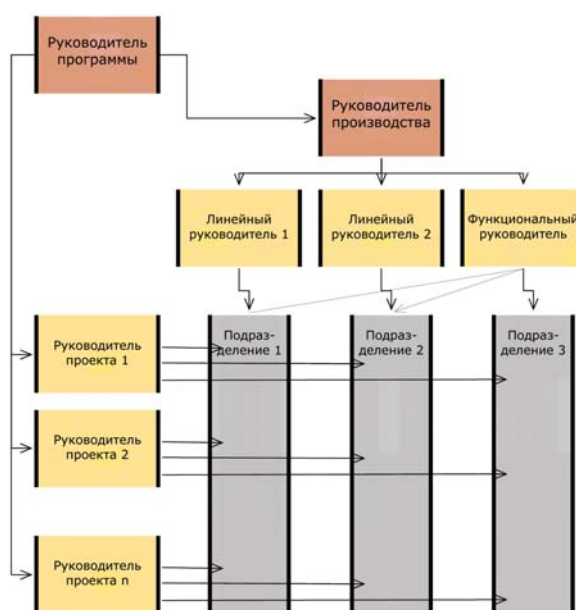 Руководитель
программы
Руководитель
производства
Линейный
руководитель 1
Линейный
руководитель 2
Функциональный
руководитель
Руководитель
проекта 1
Подраз-
деление 1
Подраз-
деление 2
Подраз-
деление 3
Руководитель
проекта 2
Руководитель
проекта n